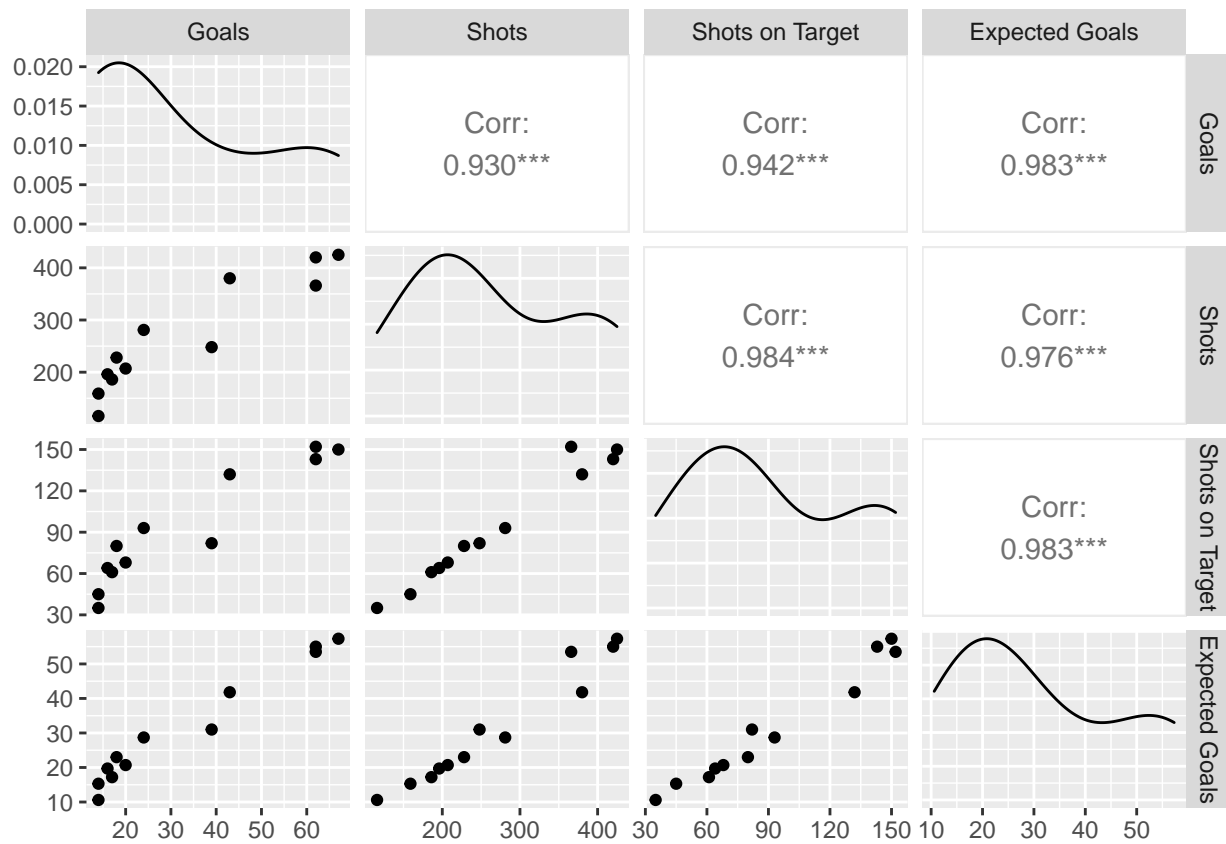 Goals Shots Shots on Target Expected Goals
0.020
0.015
0.010
0.005
0.000
Corr:
0.930***
Corr:
0.942***
Corr:
0.983***
Goals
400
300
200
Corr:
0.984***
Corr:
0.976***
Shots
150
120
90
60
30
Corr:
0.983***
Shots on Target
50
40
30
20
10
Expected Goals
20 40 60
200 300 400
30 60 90 120 150
10 20 30 40 50